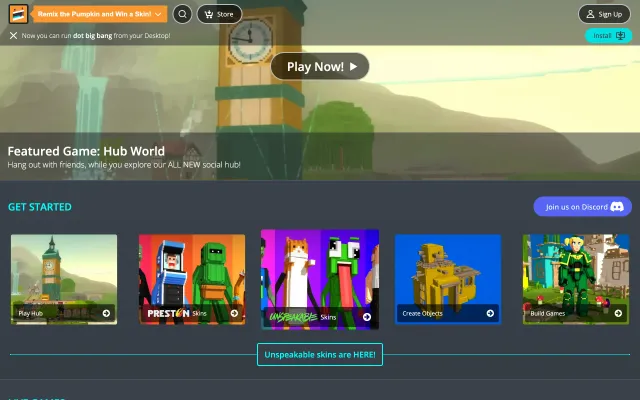 Remix the Pumpkin and Win a Skin!
Store
Sign Up
Now you can run dot big bang from your Desktop!
Install
Play Now!
Featured Game: Hub World
Hang out with friends, while you explore our ALL NEW social hub!
GET STARTED
Join us on Discord
Play Hub
PRESTON Skins
UNSPEAKABLE Skins
Create Objects
Build Games
Unspeakable skins are HERE!